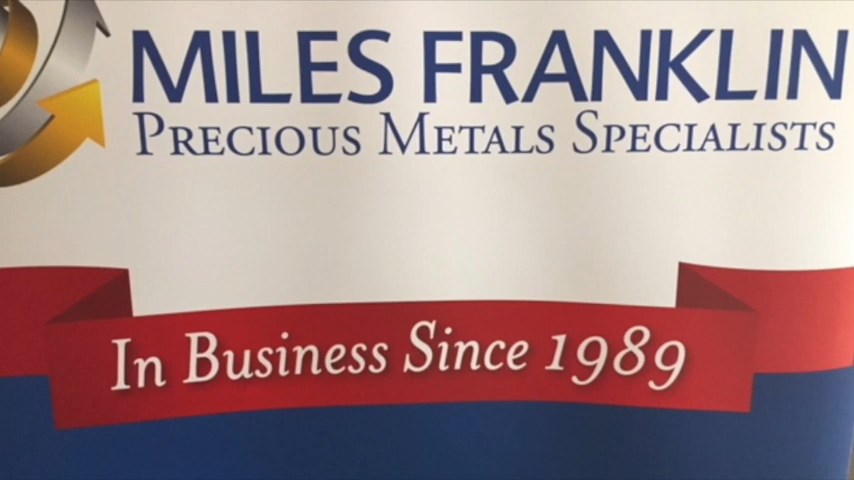 MILES FRANKLIN
PRECIOUS METALS SPECIALISTS
In Business Since 1989